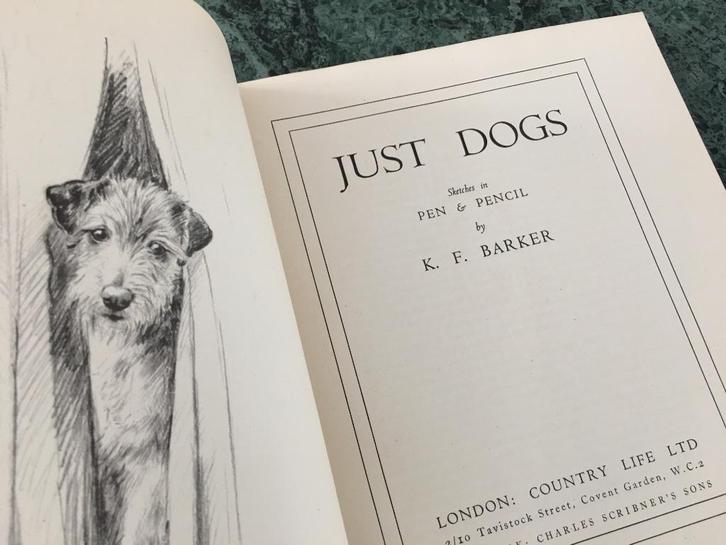 JUST DOGS
Sketches in
PEN & PENCIL
by
K. F. BARKER
LONDON: COUNTRY LIFE LTD
2/10 Tavistock Street, Covent Garden, W.C.2
CHARLES SCRIBNER'S SONS